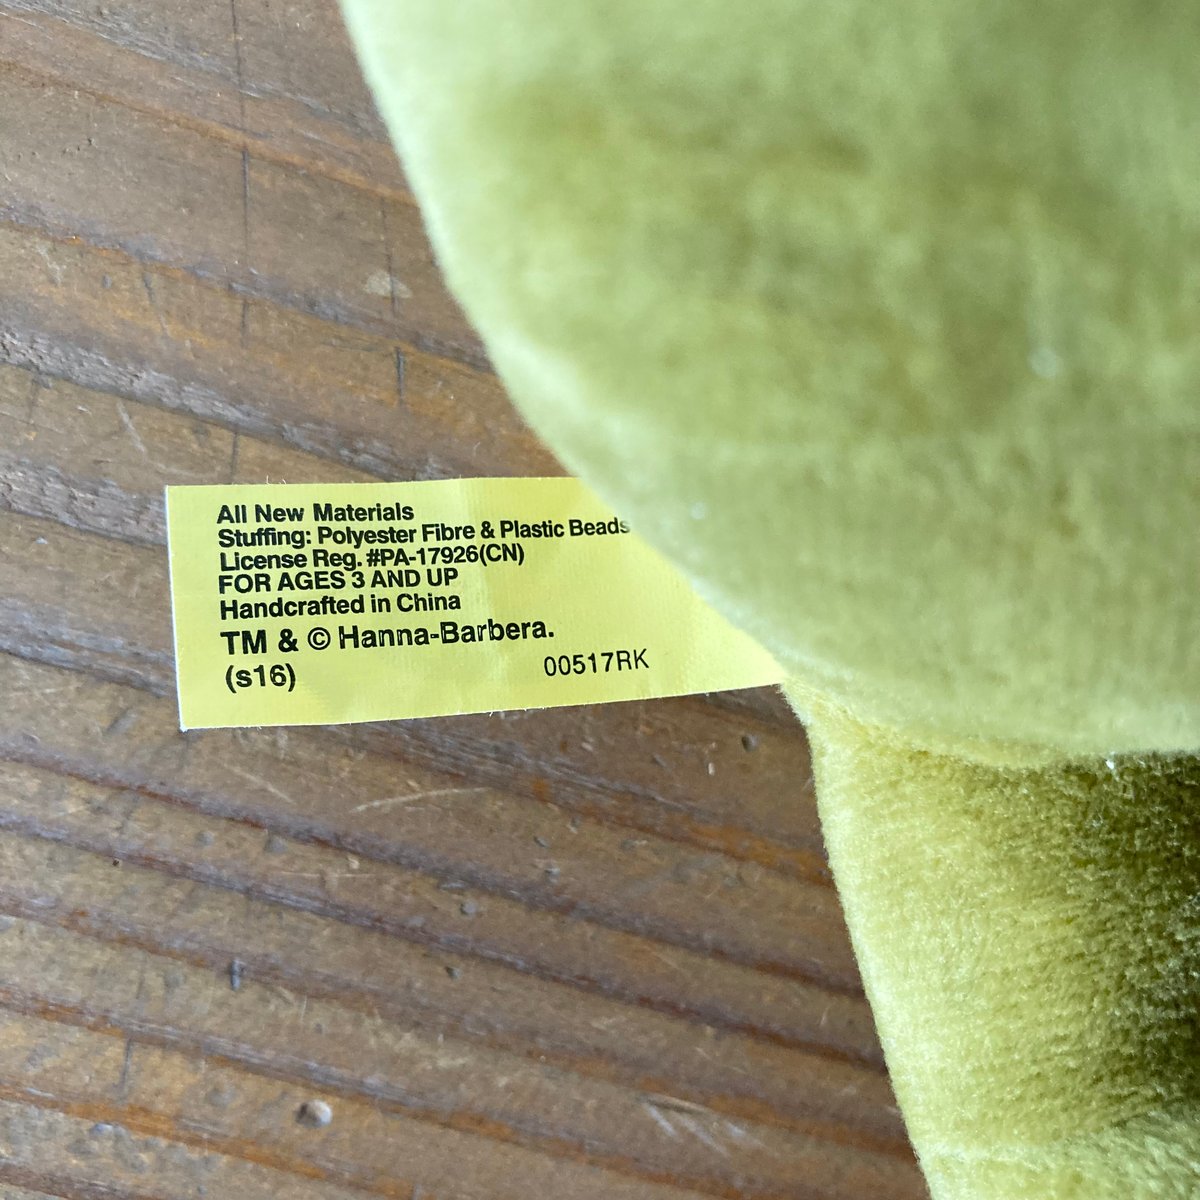 All New Materials
Stuffing: Polyester Fibre & Plastic Beads
License Reg. #PA-17926(CN)
FOR AGES 3 AND UP
Handcrafted in China
TM & © Hanna-Barbera.
(s16) 00517RK